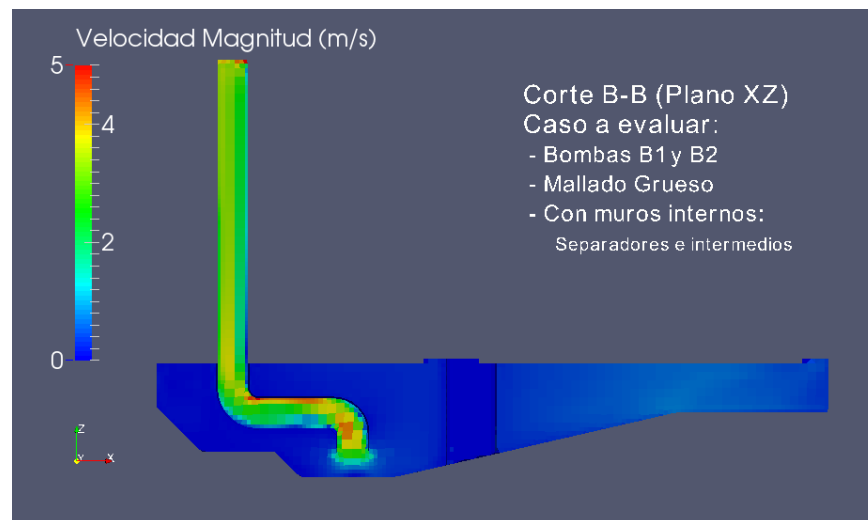 Velocidad Magnitud (m/s)
5
4
2
0
Corte B-B (Plano XZ)
Caso a evaluar:
- Bombas B1 y B2
- Mallado Grueso
- Con muros internos:
Separadores e intermedios
Z
Y
X